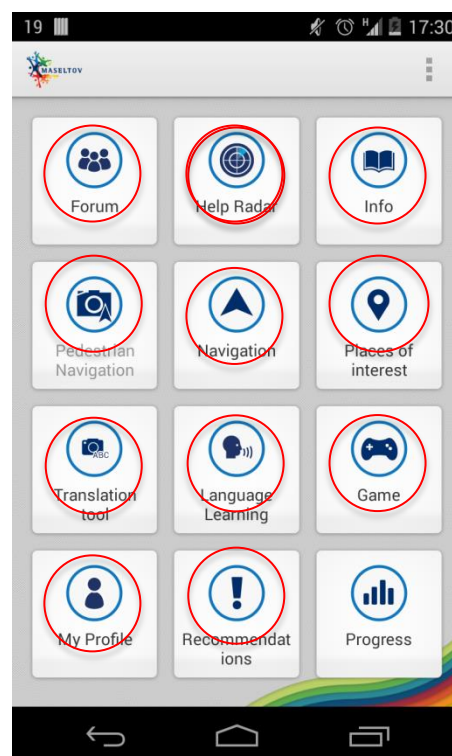 19
17:30
MASELTOV
Forum
Help Radar
Info
Pedestrian
Navigation
Navigation
Places of
interest
ABC
Translation
tool
Language
Learning
Game
My Profile
Recommendat
ions
Progress